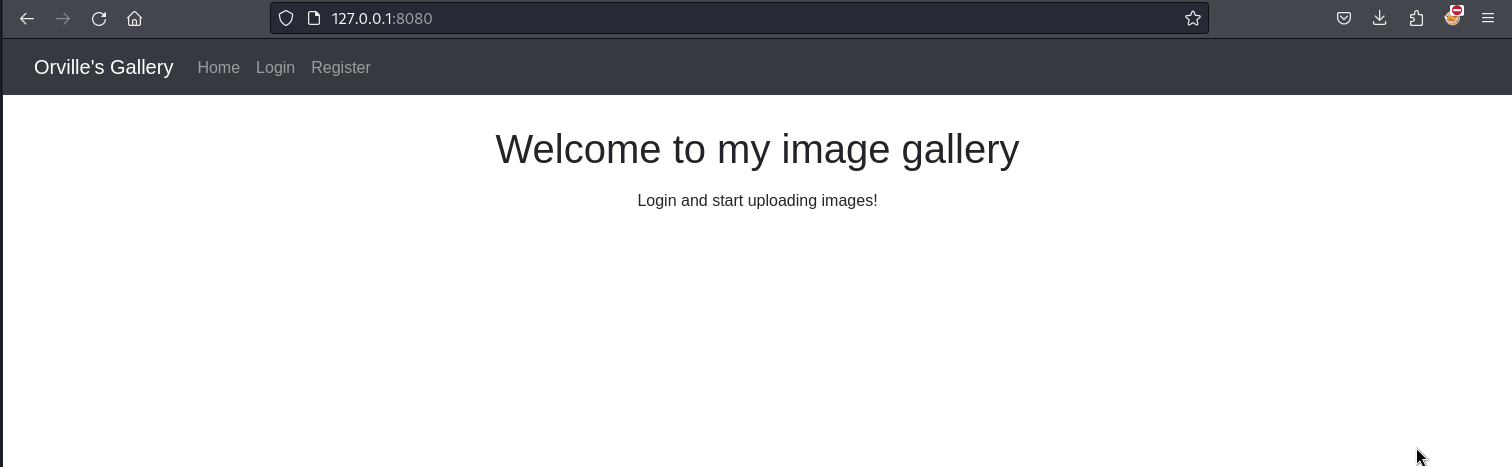 127.0.0.1:8080
Orville's Gallery Home Login Register
Welcome to my image gallery
Login and start uploading images!